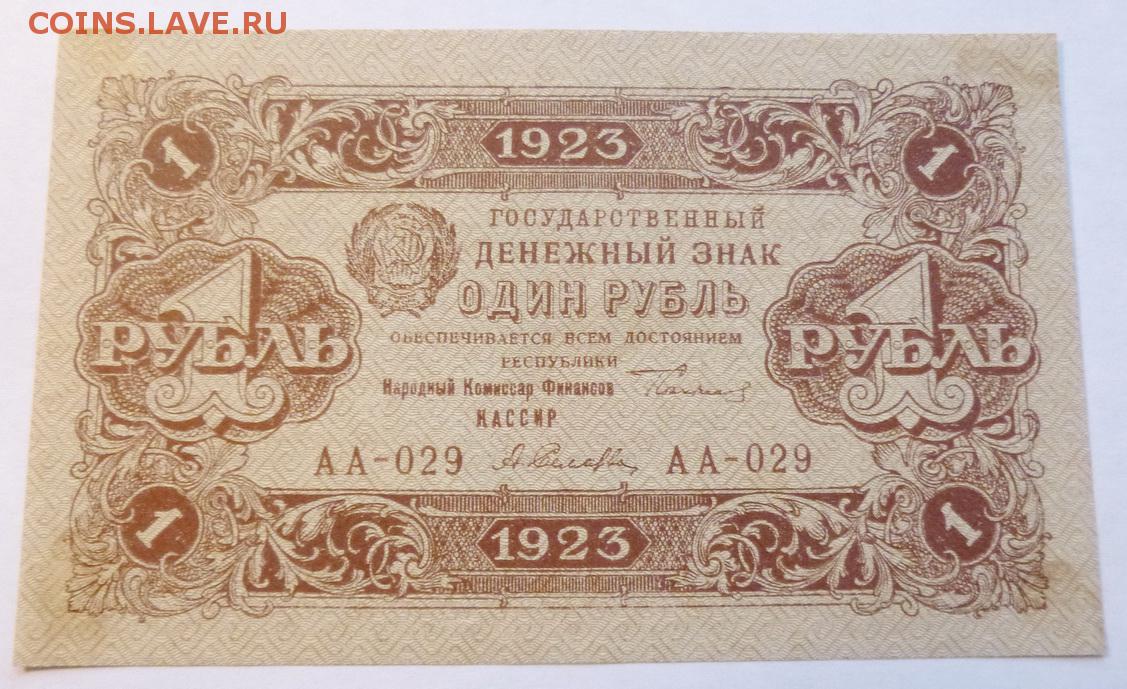 COINS.LAVE.RU
1 1923 1
ГОСУДАРСТВЕННЫЙ
ДЕНЕЖНЫЙ ЗНАК
ОДИН РУБЛЬ
1 РУБЛЬ
1 РУБЛЬ
ОБЕСПЕЧИВАЕТСЯ ВСЕМ ДОСТОЯНИЕМ
РЕСПУБЛИКИ
Народный Комиссар Финансов
КАССИР
АА-029 АА-029
1 1923 1